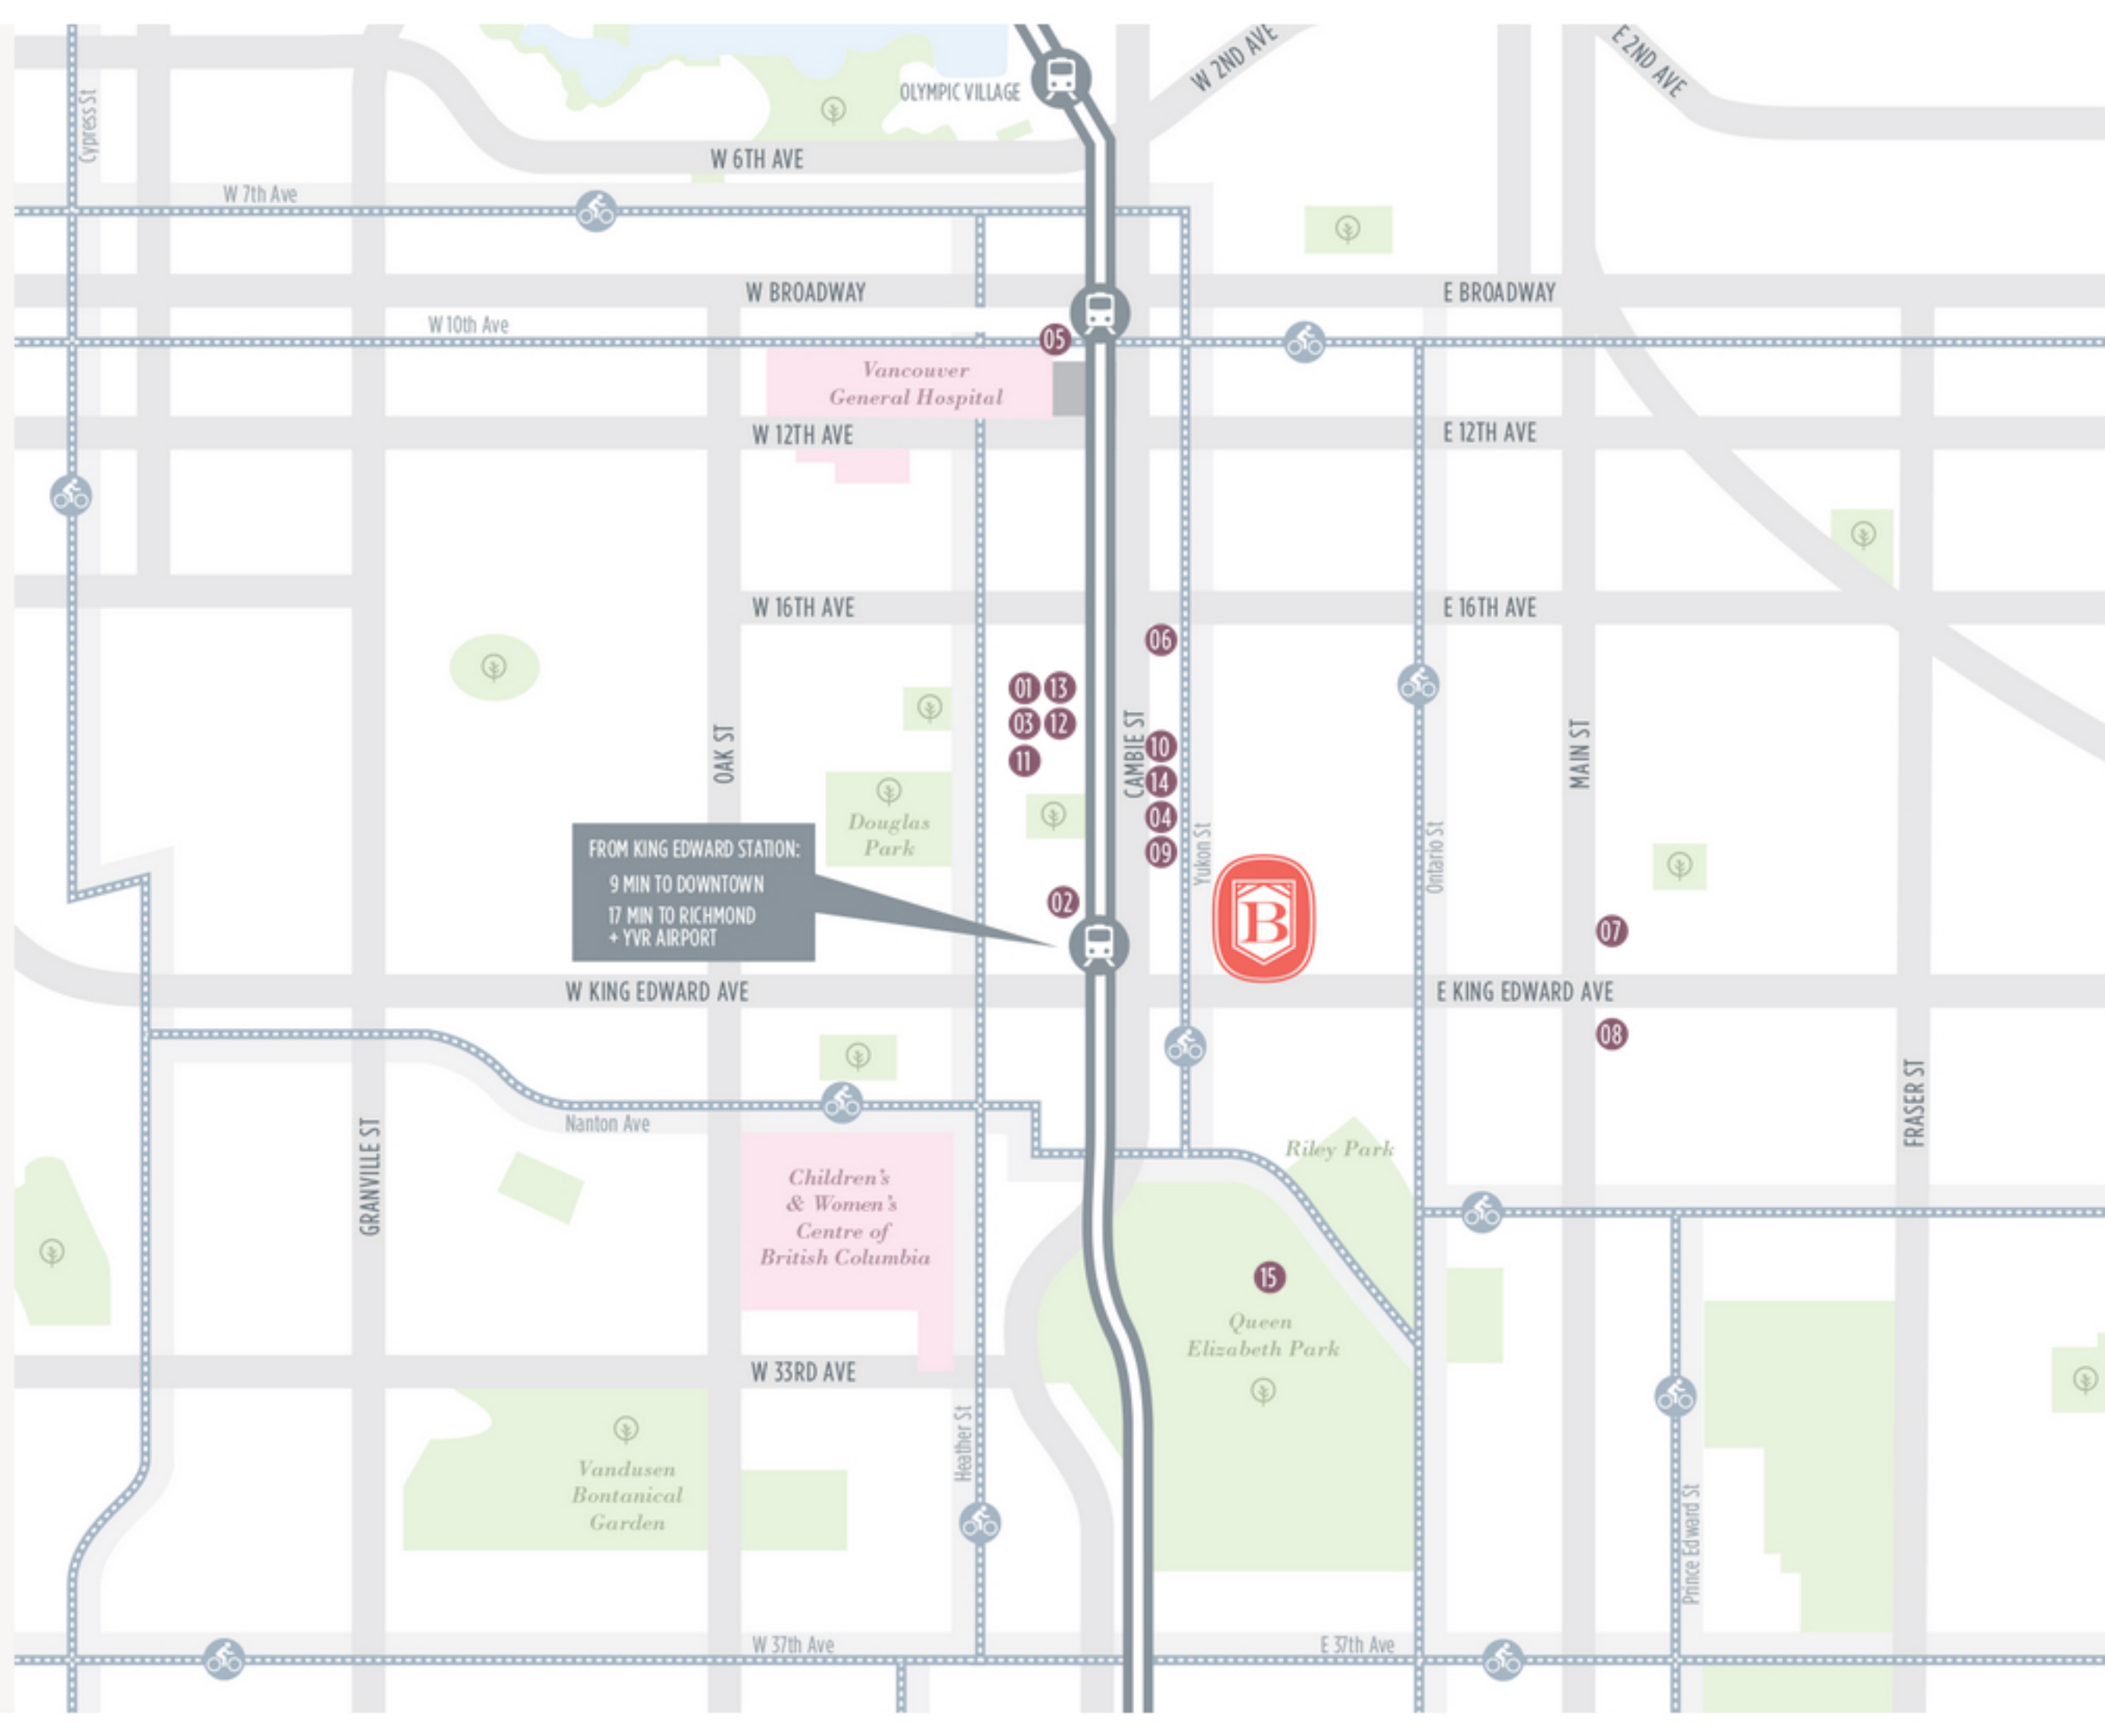 W 2ND AVE
E 2ND AVE
OLYMPIC VILLAGE
Cypress St
W 6TH AVE
W 7th Ave
W BROADWAY
E BROADWAY
W 10th Ave
05
Vancouver
General Hospital
W 12TH AVE
E 12TH AVE
W 16TH AVE
E 16TH AVE
06
01 13
03 12
11
OAK ST
CAMBIE ST
10
14
04
09
MAIN ST
Douglas
Park
Yukon St
Ontario St
FROM KING EDWARD STATION:
9 MIN TO DOWNTOWN
17 MIN TO RICHMOND
+ YVR AIRPORT
02
B
07
W KING EDWARD AVE
E KING EDWARD AVE
08
Nanton Ave
GRANVILLE ST
FRASER ST
Riley Park
Children's
& Women's
Centre of
British Columbia
15
Queen
Elizabeth Park
W 33RD AVE
Heather St
Vandusen
Bontanical
Garden
Prince Edward St
W 37th Ave
E 37th Ave